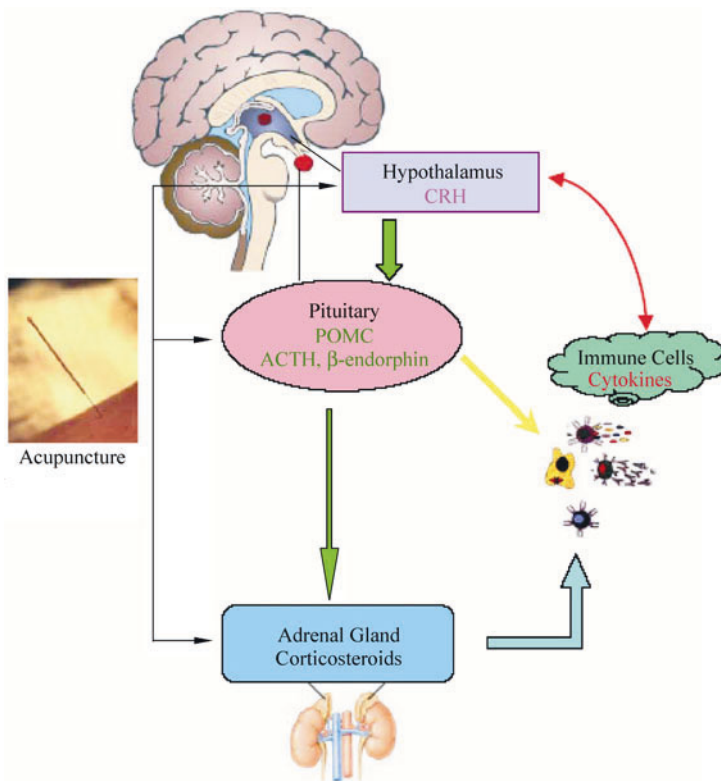 Hypothalamus
CRH
Pituitary
POMC
ACTH, β-endorphin
Immune Cells
Cytokines
Acupuncture
Adrenal Gland
Corticosteroids